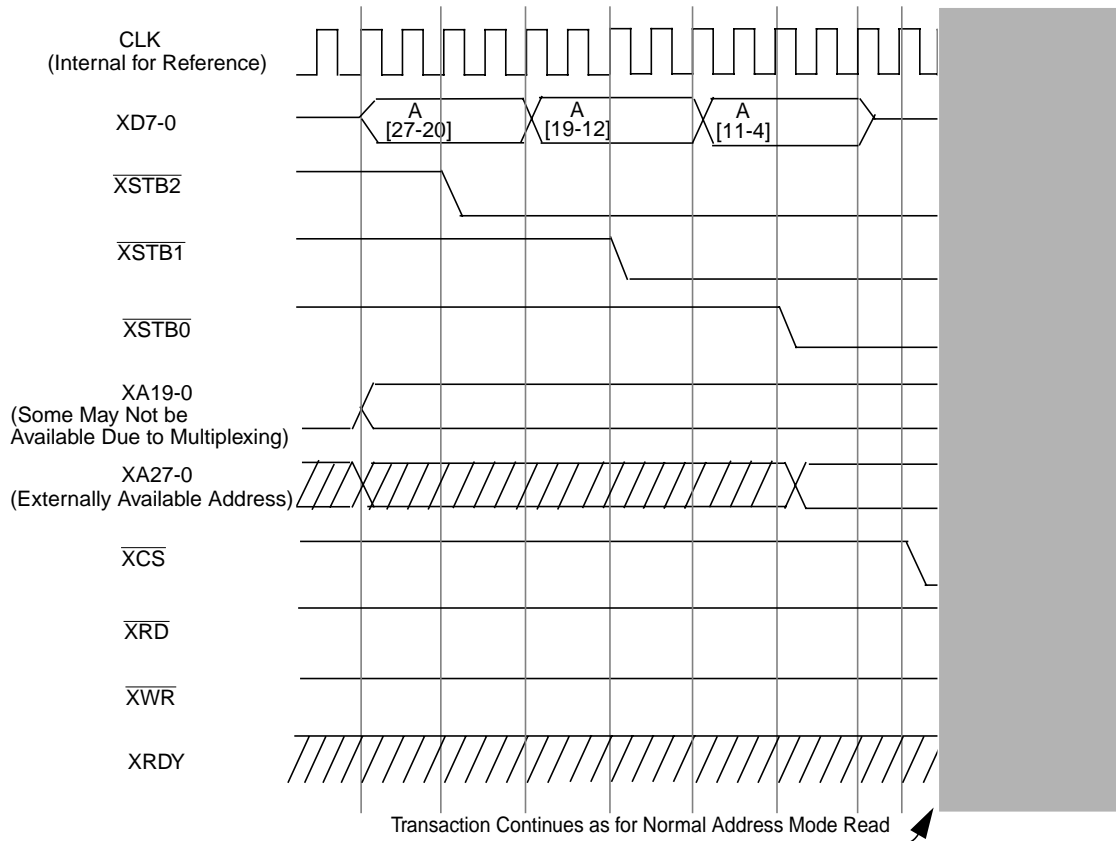 CLK
(Internal for Reference)
XD7-0
A
[27-20]
A
[19-12]
A
[11-4]
XSTB2
XSTB1
XSTB0
XA19-0
(Some May Not be
Available Due to Multiplexing)
XA27-0
(Externally Available Address)
XCS
XRD
XWR
XRDY
Transaction Continues as for Normal Address Mode Read